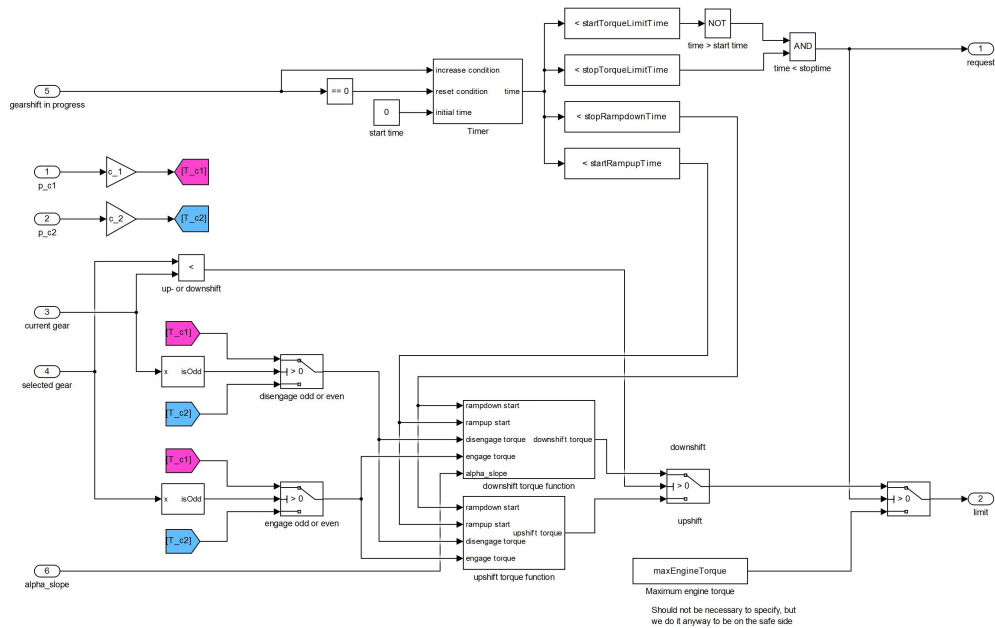 < startTorqueLimitTime
NOT
time > start time
AND
time < stoptime
1
request
< stopTorqueLimitTime
5
gearshift in progress
== 0
0
start time
increase condition
reset condition
time
initial time
Timer
< stopRampdownTime
< startRampupTime
1
p_c1
c_1
[T_c1]
2
p_c2
c_2
[T_c2]
<
up- or downshift
3
current gear
4
selected gear
[T_c1]
x isOdd
> 0
disengage odd or even
[T_c2]
[T_c1]
x isOdd
> 0
engage odd or even
[T_c2]
rampdown start
rampup start
disengage torque
downshift torque
engage torque
alpha_slope
downshift torque function
rampdown start
rampup start
upshift torque
disengage torque
engage torque
upshift torque function
downshift
> 0
upshift
> 0
2
limit
6
alpha_slope
maxEngineTorque
Maximum engine torque
Should not be necessary to specify, but
we do it anyway to be on the safe side